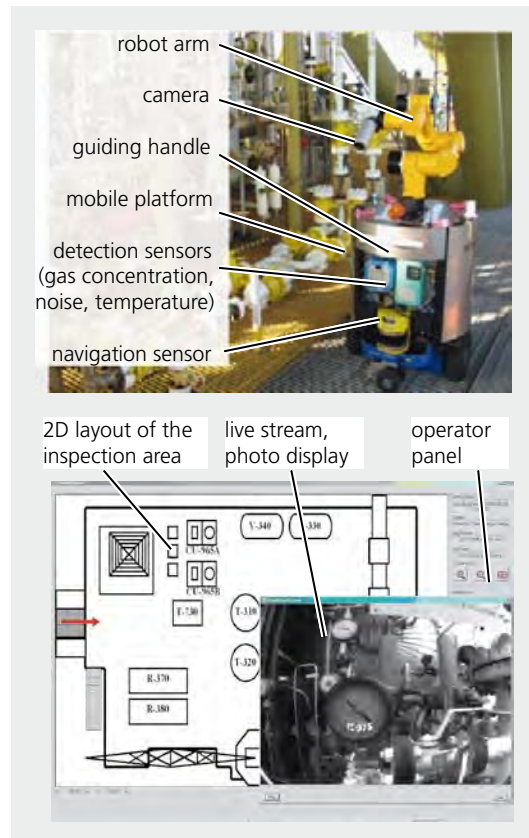 robot arm
camera
guiding handle
mobile platform
detection sensors
(gas concentration,
noise, temperature)
navigation sensor
2D layout of the
inspection area
live stream,
photo display
operator
panel
V-340
-330
CU-965A
CU-965B
T-730
T-310
T-320
R-370
R-380